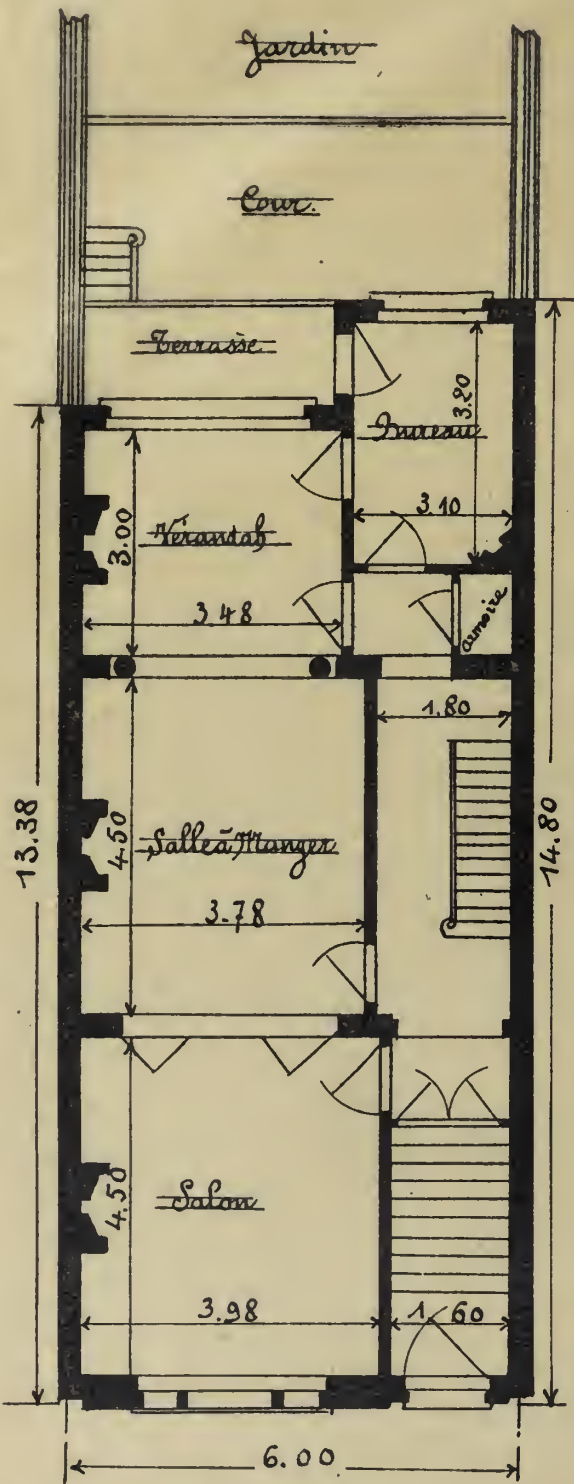 Jardin
Cour.
Terrasse
Bureau
3.20
3.10
Vérandah
3.00
3.48
armoire
1.80
13.38
14.80
Salle à Manger
4.50
3.78
Salon
4.50
3.98
1.60
6.00